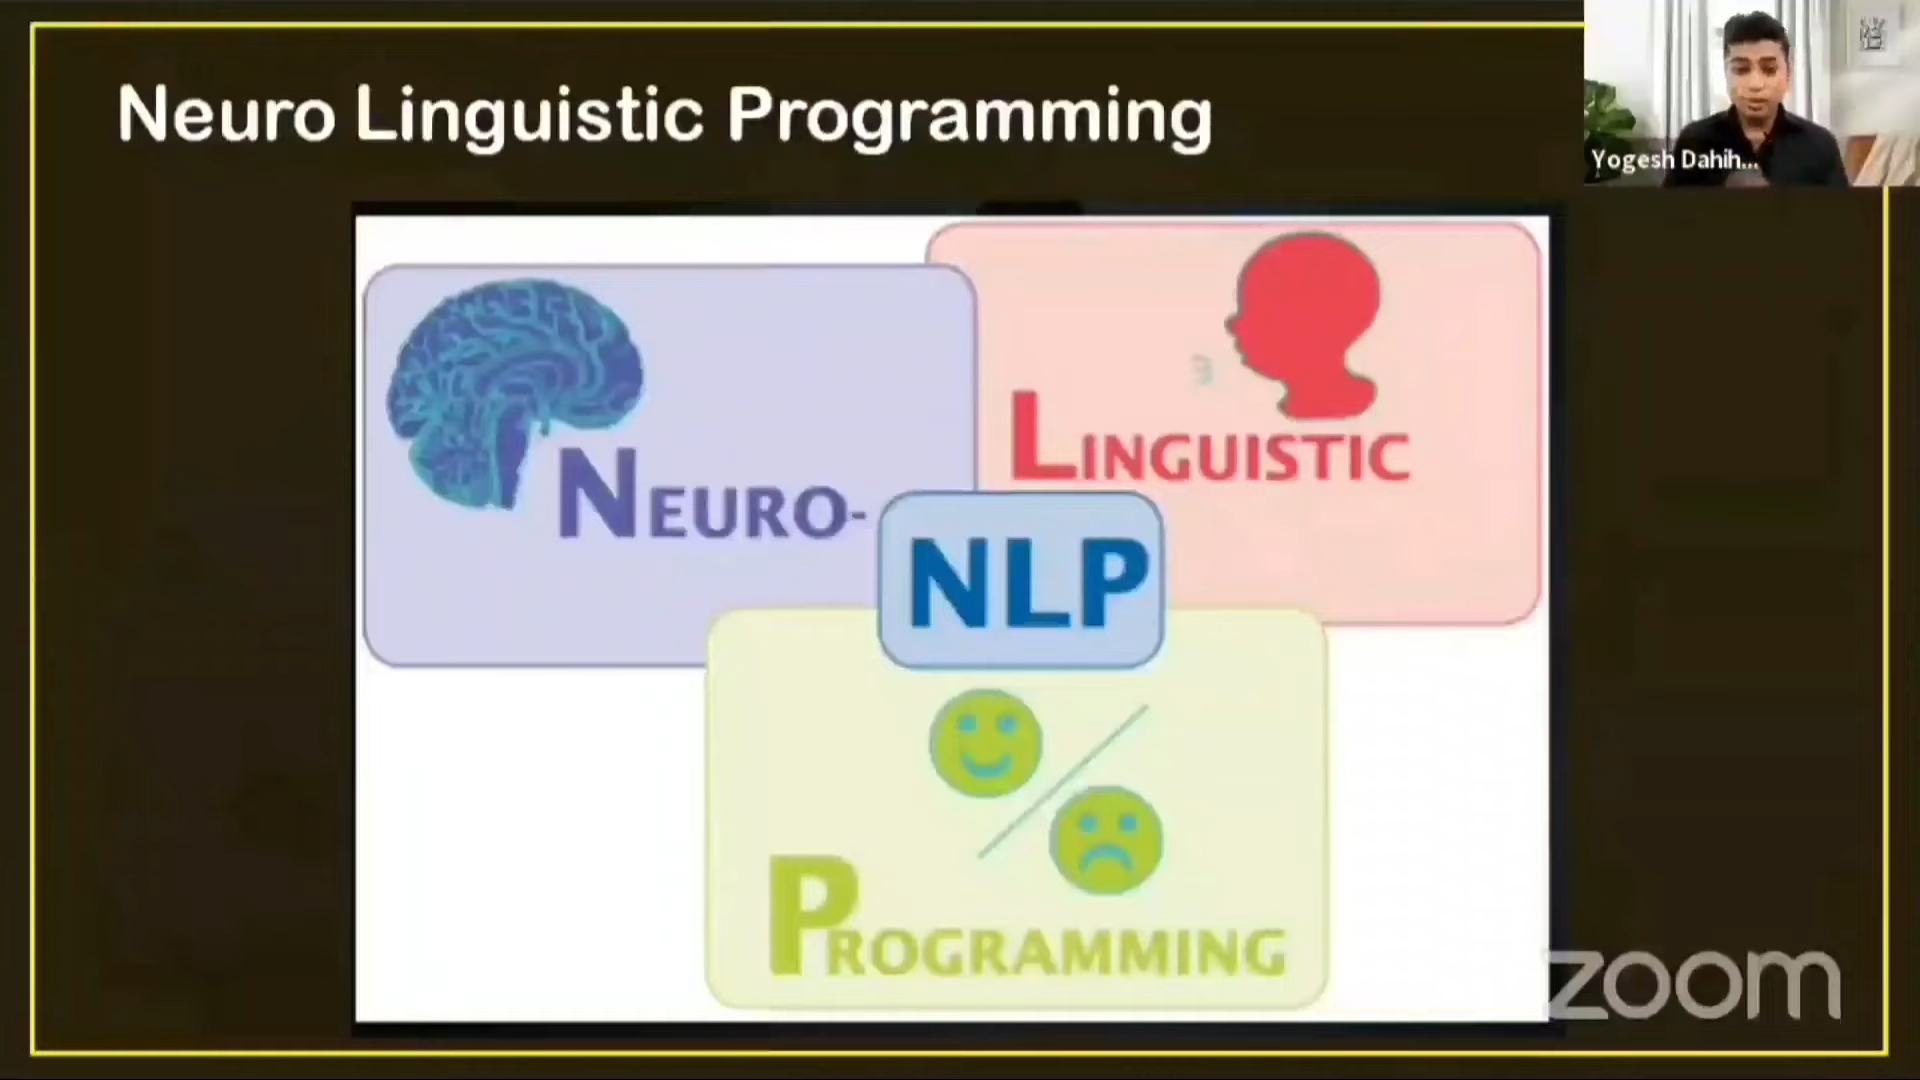 Neuro Linguistic Programming
Yogesh Dahih...
LINGUISTIC
NEURO-
NLP
PROGRAMMING
zoom